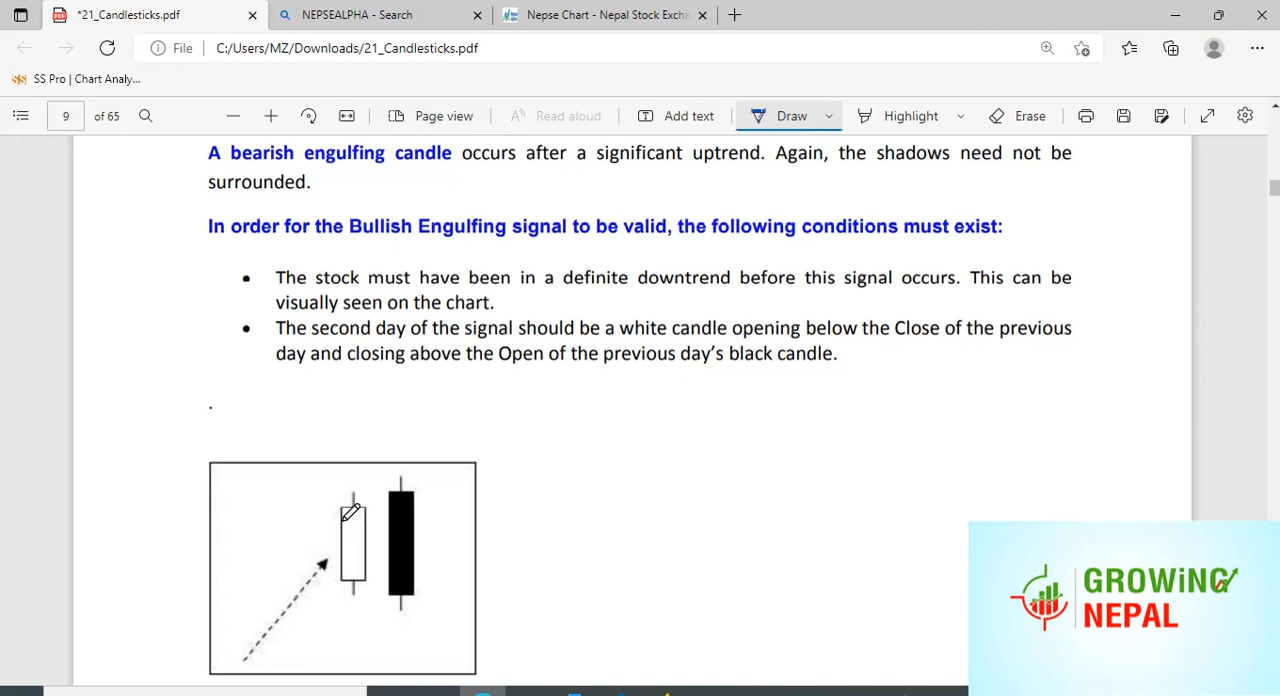 *21_Candlesticks.pdf
NEPSEALPHA - Search
Nepse Chart - Nepal Stock Excha
File
C:/Users/MZ/Downloads/21_Candlesticks.pdf
SS Pro | Chart Analy...
9
of 65
Page view
Read aloud
Add text
Draw
Highlight
Erase
A bearish engulfing candle occurs after a significant uptrend. Again, the shadows need not be
surrounded.
In order for the Bullish Engulfing signal to be valid, the following conditions must exist:
• The stock must have been in a definite downtrend before this signal occurs. This can be
visually seen on the chart.
• The second day of the signal should be a white candle opening below the Close of the previous
day and closing above the Open of the previous day’s black candle.
.
GROWiNG
NEPAL